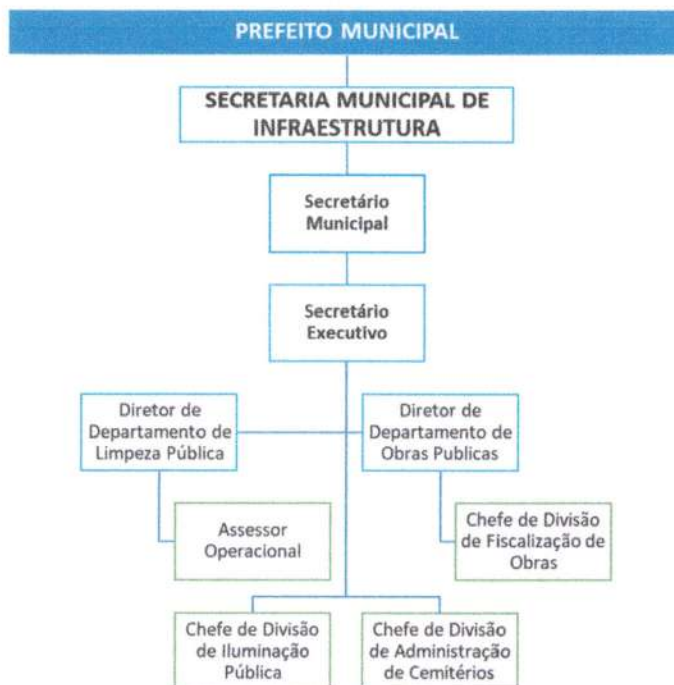 PREFEITO MUNICIPAL
SECRETARIA MUNICIPAL DE
INFRAESTRUTURA
Secretário
Municipal
Secretário
Executivo
Diretor de
Departamento de
Limpeza Pública
Diretor de
Departamento de
Obras Publicas
Assessor
Operacional
Chefe de Divisão
de Fiscalização de
Obras
Chefe de Divisão
de Iluminação
Pública
Chefe de Divisão
de Administração
de Cemitérios